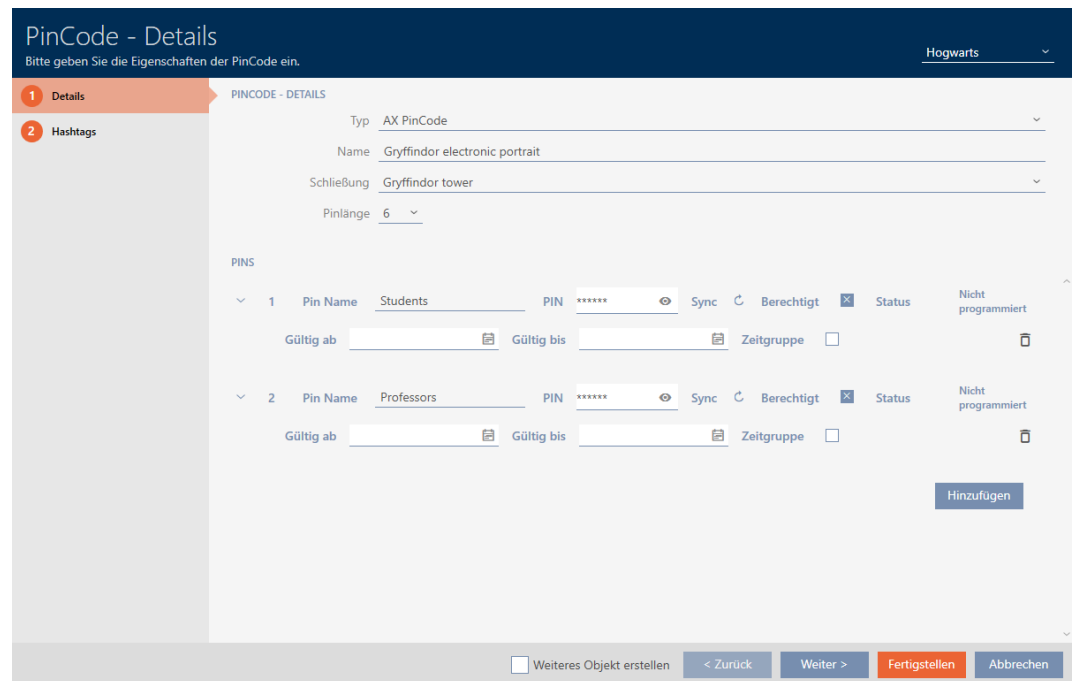 PinCode - Details
Bitte geben Sie die Eigenschaften der PinCode ein.
Hogwarts
1 Details
2 Hashtags
PINCODE - DETAILS
Typ AX PinCode
Name Gryffindor electronic portrait
Schließung Gryffindor tower
Pinlänge 6
PINS
1 Pin Name Students PIN ****** Sync Berechtigt Status Nicht programmiert
Gültig ab Gültig bis Zeitgruppe
2 Pin Name Professors PIN ****** Sync Berechtigt Status Nicht programmiert
Gültig ab Gültig bis Zeitgruppe
Hinzufügen
Weiteres Objekt erstellen < Zurück Weiter > Fertigstellen Abbrechen